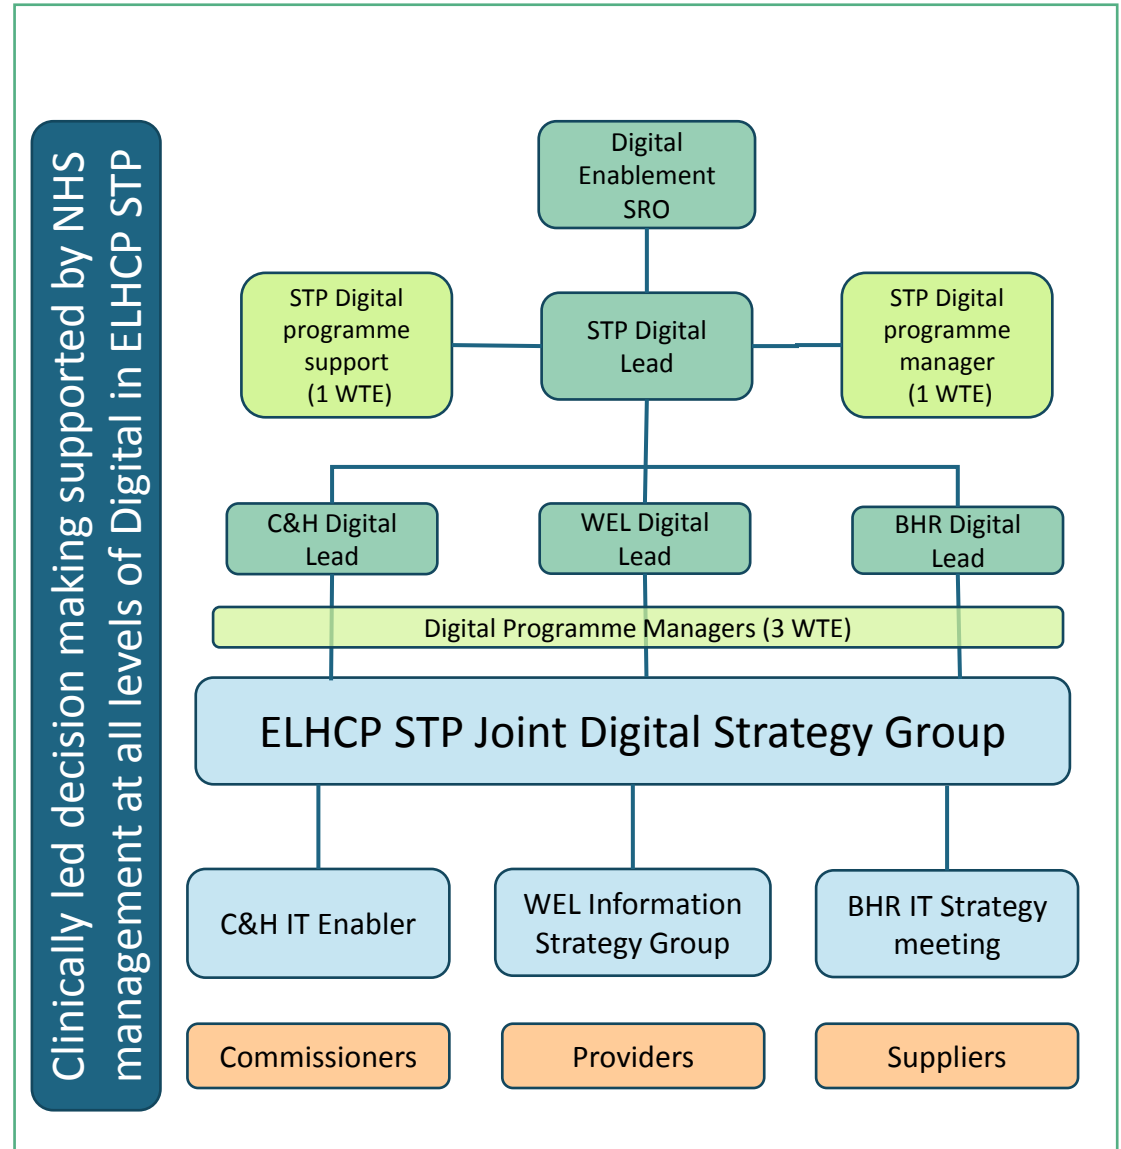 Clinically led decision making supported by NHS
management at all levels of Digital in ELHCP STP
Digital
Enablement
SRO
STP Digital
programme
support
(1 WTE)
STP Digital
Lead
STP Digital
programme
manager
(1 WTE)
C&H Digital
Lead
WEL Digital
Lead
BHR Digital
Lead
Digital Programme Managers (3 WTE)
ELHCP STP Joint Digital Strategy Group
C&H IT Enabler
WEL Information
Strategy Group
BHR IT Strategy
meeting
Commissioners
Providers
Suppliers